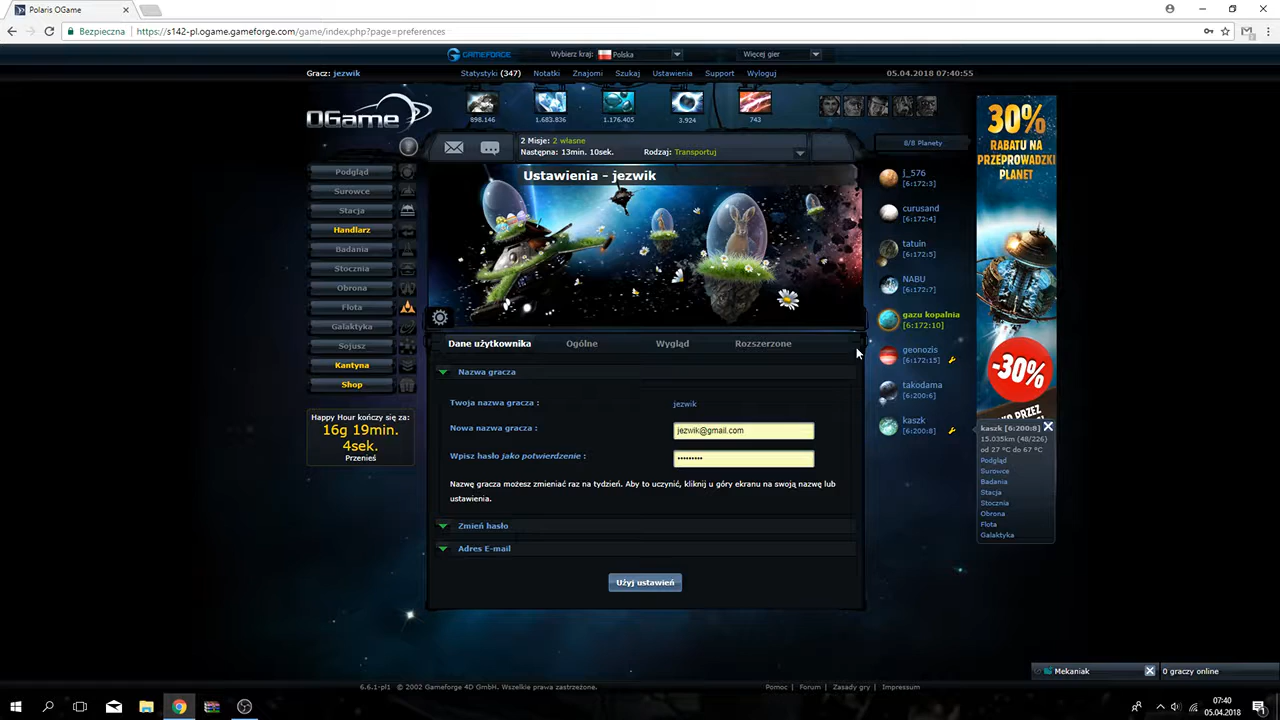 Polaris OGame
Bezpieczna
https://s142-pl.ogame.gameforge.com/game/index.php?page=preferences
GAMEFORGE
Wybierz kraj:
Polska
Więcej gier
Gracz: jezwik
Statystyki (347)
Notatki
Znajomi
Szukaj
Ustawienia
Support
Wyloguj
05.04.2018 07:40:55
OGame
898.146
1.683.836
1.176.405
3.924
743
2 Misje: 2 własne
Następna: 13min. 10sek.
Rodzaj: Transportuj
8/8 Planety
Ustawienia - jezwik
Podgląd
Surowce
Stacja
Handlarz
Badania
Stocznia
Obrona
Flota
Galaktyka
Sojusz
Kantyna
Shop
Happy Hour kończy się za:
16g 19min.
4sek.
Przenieś
Dane użytkownika
Ogólne
Wygląd
Rozszerzone
Nazwa gracza
Twoja nazwa gracza :
jezwik
Nowa nazwa gracza :
jezwik@gmail.com
Wpisz hasło jako potwierdzenie :
•••••••••
Nazwę gracza możesz zmieniać raz na tydzień. Aby to uczynić, kliknij u góry ekranu na swoją nazwę lub
ustawienia.
Zmień hasło
Adres E-mail
Użyj ustawień
j_576
[6:172:3]
curusand
[6:172:4]
tatuin
[6:172:5]
NABU
[6:172:7]
gazu kopalnia
[6:172:10]
geonozis
[6:172:15]
takodama
[6:200:6]
kaszk
[6:200:8]
30%
RABATU NA
PRZEPROWADZKI
PLANET
-30%
kaszk [6:200:8]
15.035km (48/226)
od 27 °C do 67 °C
Podgląd
Surowce
Badania
Stacja
Stocznia
Obrona
Flota
Galaktyka
Mekaniak
0 graczy online
6.6.1-pl1
© 2002 Gameforge 4D GmbH. Wszelkie prawa zastrzeżone.
Pomoc
Forum
Zasady gry
Impressum
07:40
05.04.2018